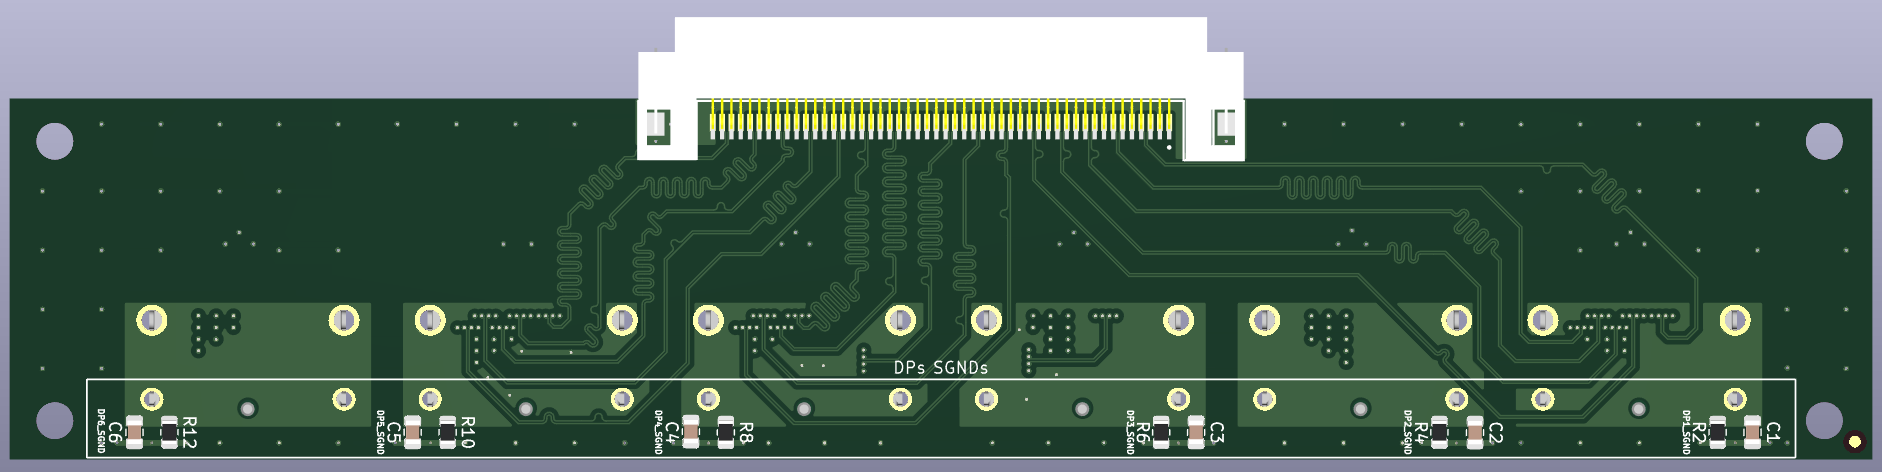 DPs SGNDs
DP6_SGND
C6
R12
DP5_SGND
C5
R10
DP4_SGND
C4
R8
DP3_SGND
R6
C3
DP2_SGND
R4
C2
DP1_SGND
R2
C1